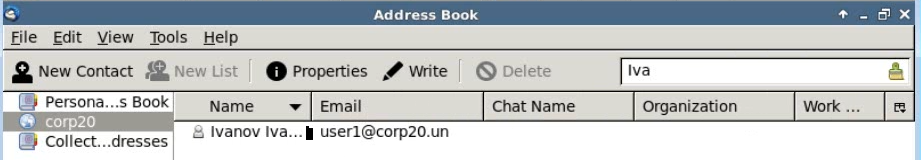 Address Book
File Edit View Tools Help
New Contact New List Properties Write Delete Iva
Persona...s Book Name Email Chat Name Organization Work ...
corp20 Ivanov Iva... user1@corp20.un
Collect...dresses